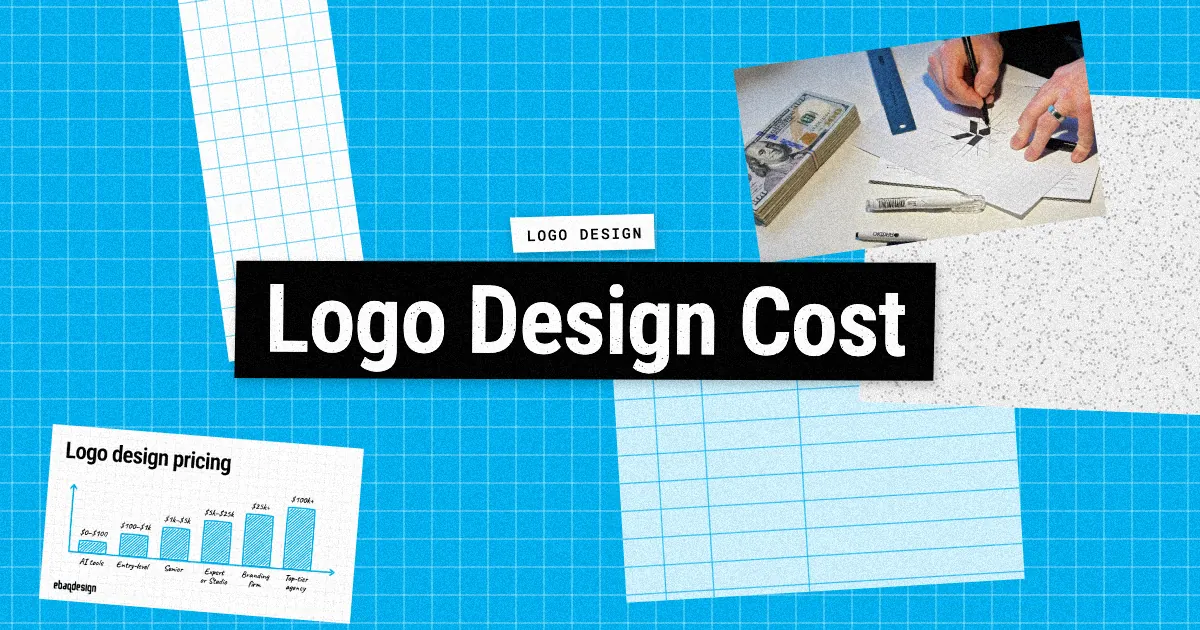 LOGO DESIGN
Logo Design Cost
Logo design pricing
$0–$100
$100–$1k
$1k–$5k
$5k–$25k
$25k+
$100k+
AI tools
Entry-level
Senior
Expert
or Studio
Branding
firm
Top-tier
agency
ebaqdesign